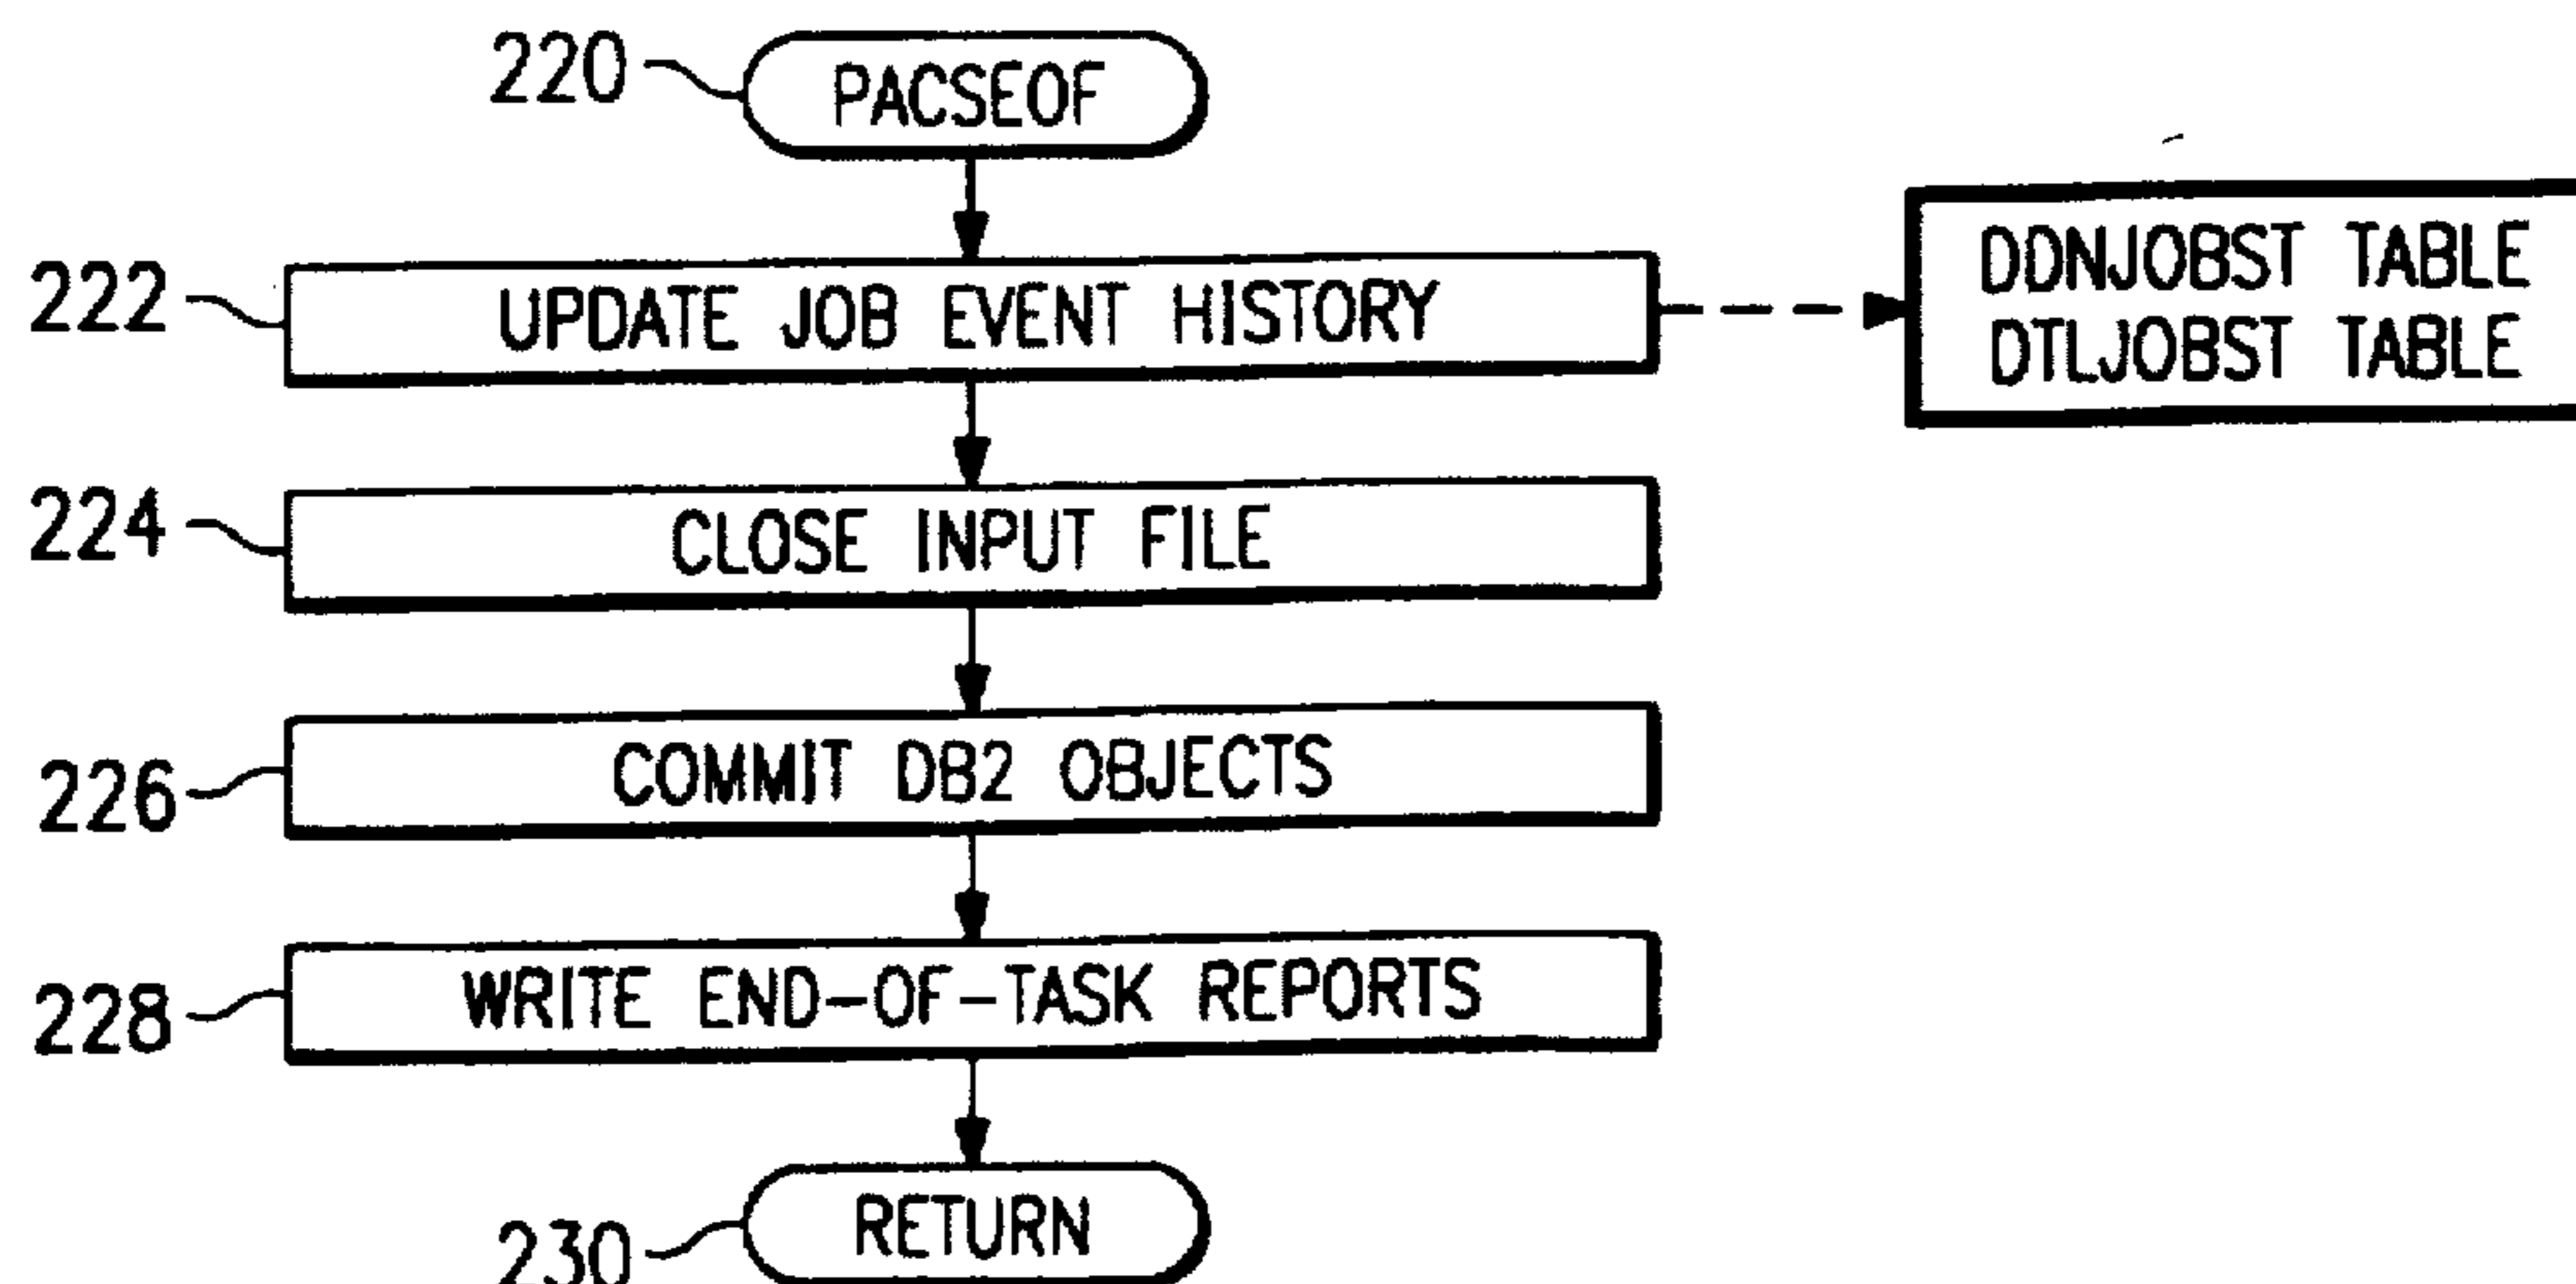 220 PACSEOF
222 UPDATE JOB EVENT HISTORY
DDNJOBST TABLE
DTLJOBST TABLE
224 CLOSE INPUT FILE
226 COMMIT DB2 OBJECTS
228 WRITE END-OF-TASK REPORTS
230 RETURN